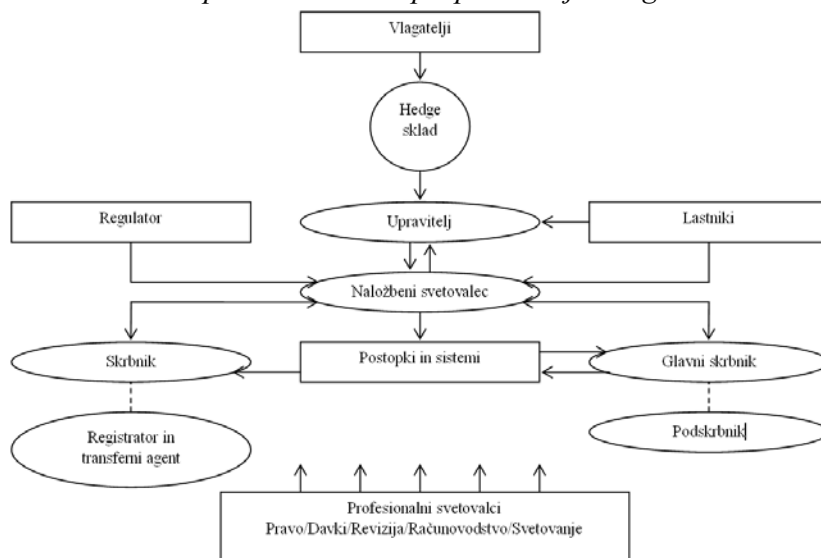 Vlagatelji
Hedge
sklad
Regulator
Upravitelj
Lastniki
Naložbeni svetovalec
Skrbnik
Postopki in sistemi
Glavni skrbnik
Registrator in
transferni agent
Podskrbnik
Profesionalni svetovalci
Pravo/Davki/Revizija/Računovodstvo/Svetovanje